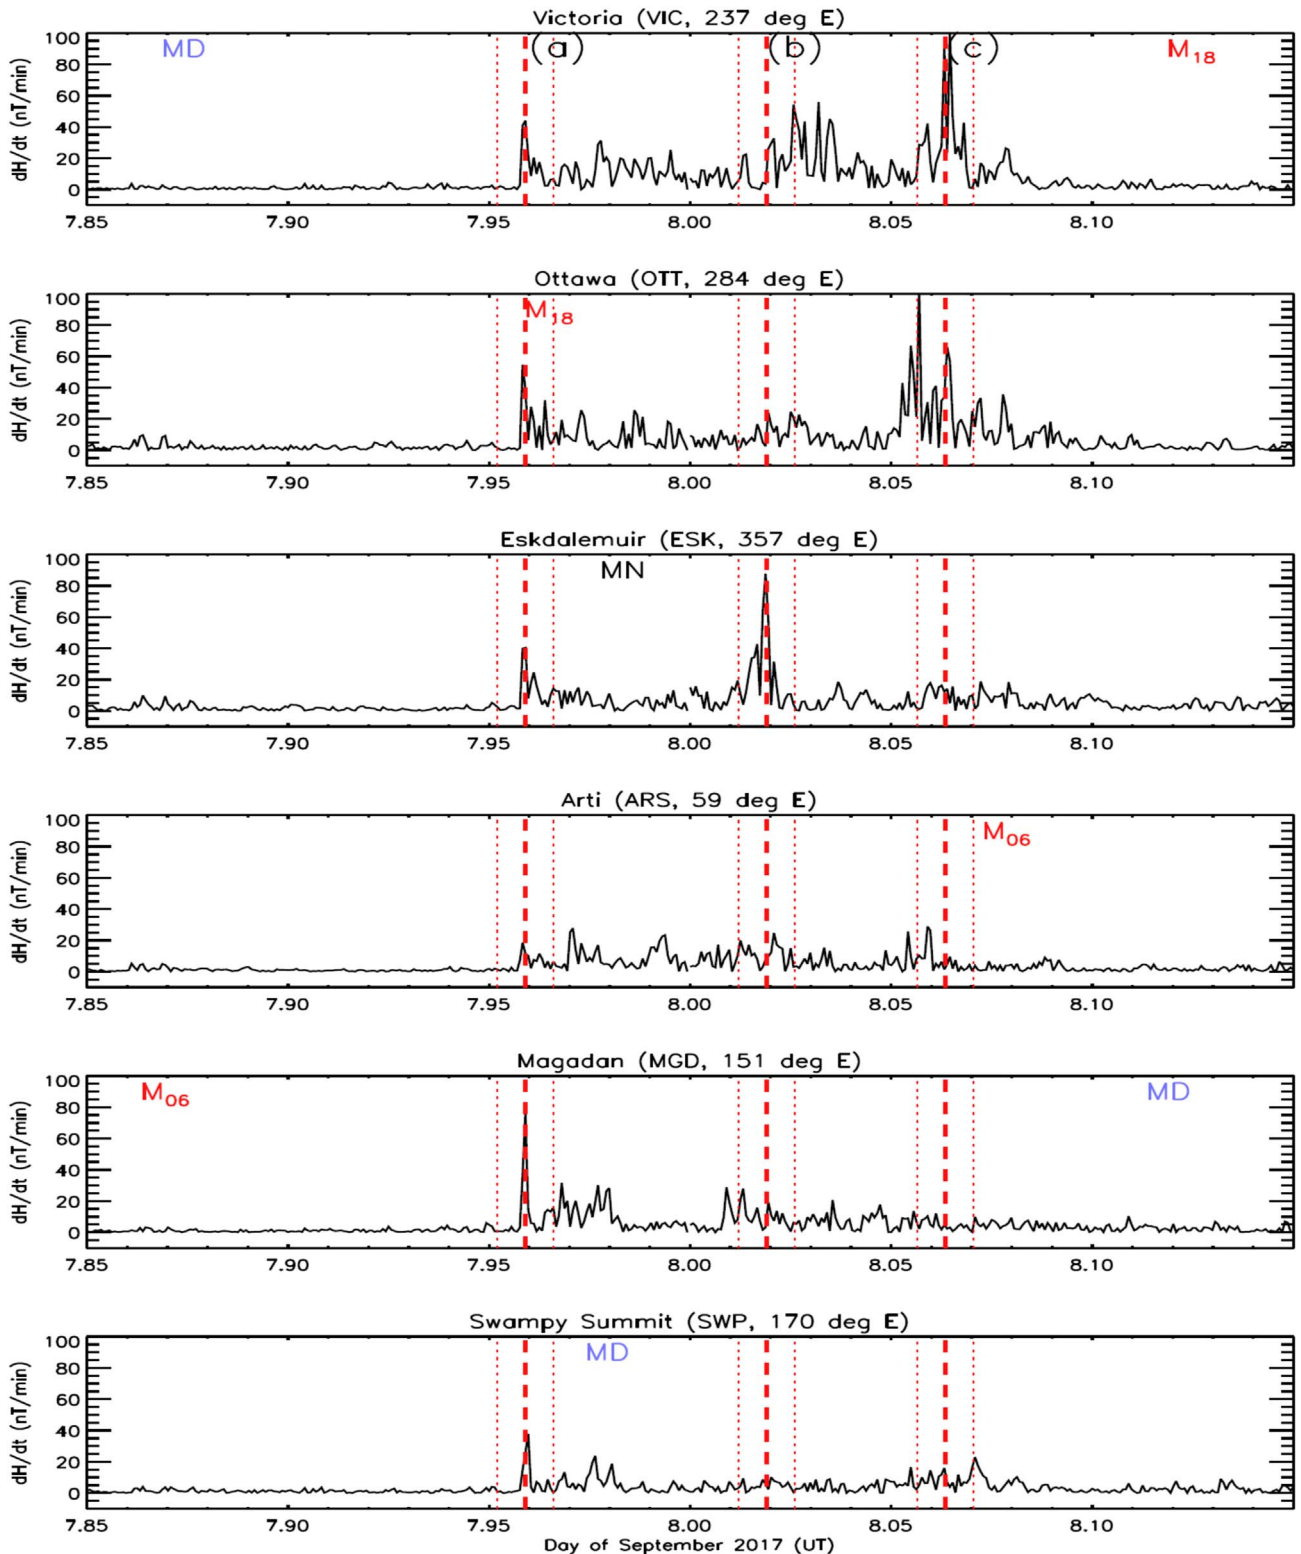 Victoria (VIC, 237 deg E)
MD (a) (b) (c) M18
dH/dt (nT/min)
100
80
60
40
20
0
7.85 7.90 7.95 8.00 8.05 8.10
Ottawa (OTT, 284 deg E)
M18
dH/dt (nT/min)
100
80
60
40
20
0
7.85 7.90 7.95 8.00 8.05 8.10
Eskdalemuir (ESK, 357 deg E)
MN
dH/dt (nT/min)
100
80
60
40
20
0
7.85 7.90 7.95 8.00 8.05 8.10
Arti (ARS, 59 deg E)
M06
dH/dt (nT/min)
100
80
60
40
20
0
7.85 7.90 7.95 8.00 8.05 8.10
Magadan (MGD, 151 deg E)
M06 MD
dH/dt (nT/min)
100
80
60
40
20
0
7.85 7.90 7.95 8.00 8.05 8.10
Swampy Summit (SWP, 170 deg E)
MD
dH/dt (nT/min)
100
80
60
40
20
0
7.85 7.90 7.95 8.00 8.05 8.10
Day of September 2017 (UT)